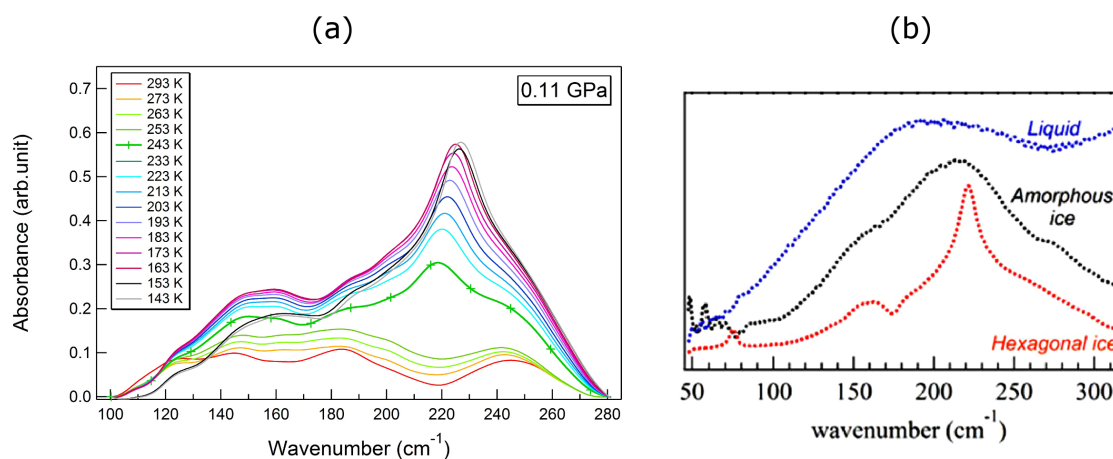 (a)
(b)
0.7
0.6
0.5
0.4
0.3
0.2
0.1
0.0
Absorbance (arb.unit)
293 K
273 K
263 K
253 K
243 K
233 K
223 K
213 K
203 K
193 K
183 K
173 K
163 K
153 K
143 K
0.11 GPa
100 120 140 160 180 200 220 240 260 280
Wavenumber (cm-1)
Liquid
Amorphous
ice
Hexagonal ice
50 100 150 200 250 300
wavenumber (cm-1)